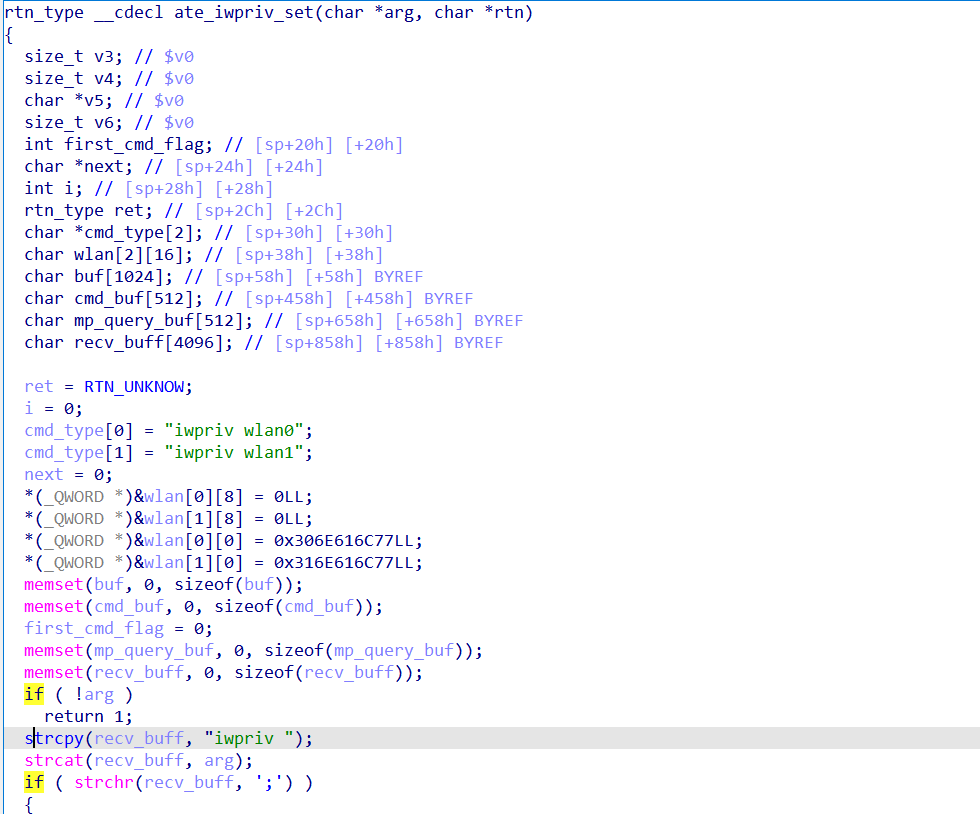 rtn_type __cdecl ate_iwpriv_set(char *arg, char *rtn)
{
size_t v3; // $v0
size_t v4; // $v0
char *v5; // $v0
size_t v6; // $v0
int first_cmd_flag; // [sp+20h] [+20h]
char *next; // [sp+24h] [+24h]
int i; // [sp+28h] [+28h]
rtn_type ret; // [sp+2Ch] [+2Ch]
char *cmd_type[2]; // [sp+30h] [+30h]
char wlan[2][16]; // [sp+38h] [+38h]
char buf[1024]; // [sp+58h] [+58h] BYREF
char cmd_buf[512]; // [sp+458h] [+458h] BYREF
char mp_query_buf[512]; // [sp+658h] [+658h] BYREF
char recv_buff[4096]; // [sp+858h] [+858h] BYREF
ret = RTN_UNKNOW;
i = 0;
cmd_type[0] = "iwpriv wlan0";
cmd_type[1] = "iwpriv wlan1";
next = 0;
*(_QWORD *)&wlan[0][8] = 0LL;
*(_QWORD *)&wlan[1][8] = 0LL;
*(_QWORD *)&wlan[0][0] = 0x306E616C77LL;
*(_QWORD *)&wlan[1][0] = 0x316E616C77LL;
memset(buf, 0, sizeof(buf));
memset(cmd_buf, 0, sizeof(cmd_buf));
first_cmd_flag = 0;
memset(mp_query_buf, 0, sizeof(mp_query_buf));
memset(recv_buff, 0, sizeof(recv_buff));
if ( !arg )
return 1;
strcpy(recv_buff, "iwpriv ");
strcat(recv_buff, arg);
if ( strchr(recv_buff, ';') )
{